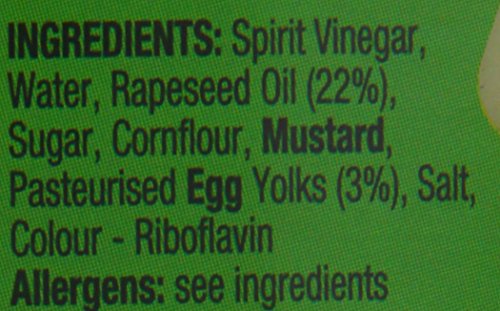 INGREDIENTS: Spirit Vinegar,
Water, Rapeseed Oil (22%),
Sugar, Cornflour, Mustard,
Pasteurised Egg Yolks (3%), Salt,
Colour - Riboflavin
Allergens: see ingredients